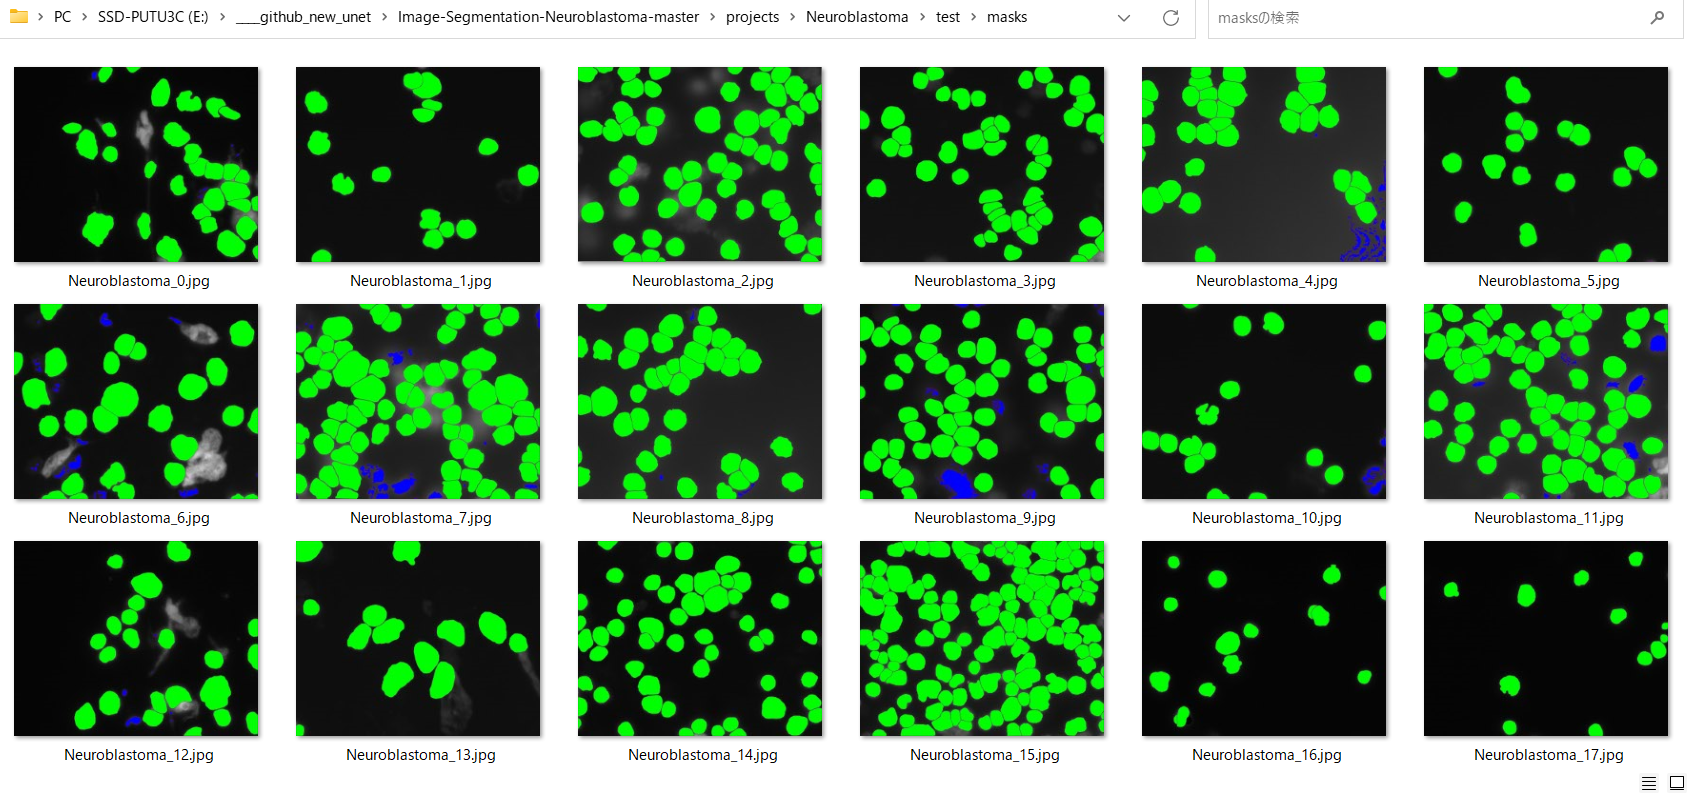 PC > SSD-PUTU3C (E:) > ___github_new_unet > Image-Segmentation-Neuroblastoma-master > projects > Neuroblastoma > test > masks
masksの検索
Neuroblastoma_0.jpg Neuroblastoma_1.jpg Neuroblastoma_2.jpg Neuroblastoma_3.jpg Neuroblastoma_4.jpg Neuroblastoma_5.jpg
Neuroblastoma_6.jpg Neuroblastoma_7.jpg Neuroblastoma_8.jpg Neuroblastoma_9.jpg Neuroblastoma_10.jpg Neuroblastoma_11.jpg
Neuroblastoma_12.jpg Neuroblastoma_13.jpg Neuroblastoma_14.jpg Neuroblastoma_15.jpg Neuroblastoma_16.jpg Neuroblastoma_17.jpg